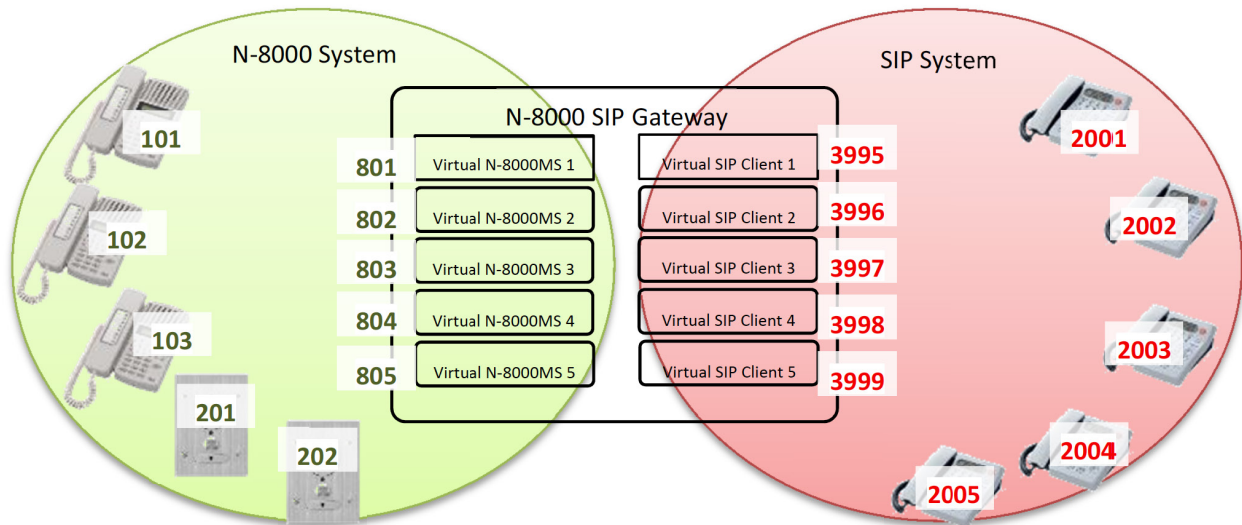 N-8000 System
SIP System
N-8000 SIP Gateway
101
102
103
201
202
801
Virtual N-8000MS 1
802
Virtual N-8000MS 2
803
Virtual N-8000MS 3
804
Virtual N-8000MS 4
805
Virtual N-8000MS 5
Virtual SIP Client 1
3995
Virtual SIP Client 2
3996
Virtual SIP Client 3
3997
Virtual SIP Client 4
3998
Virtual SIP Client 5
3999
2001
2002
2003
2004
2005